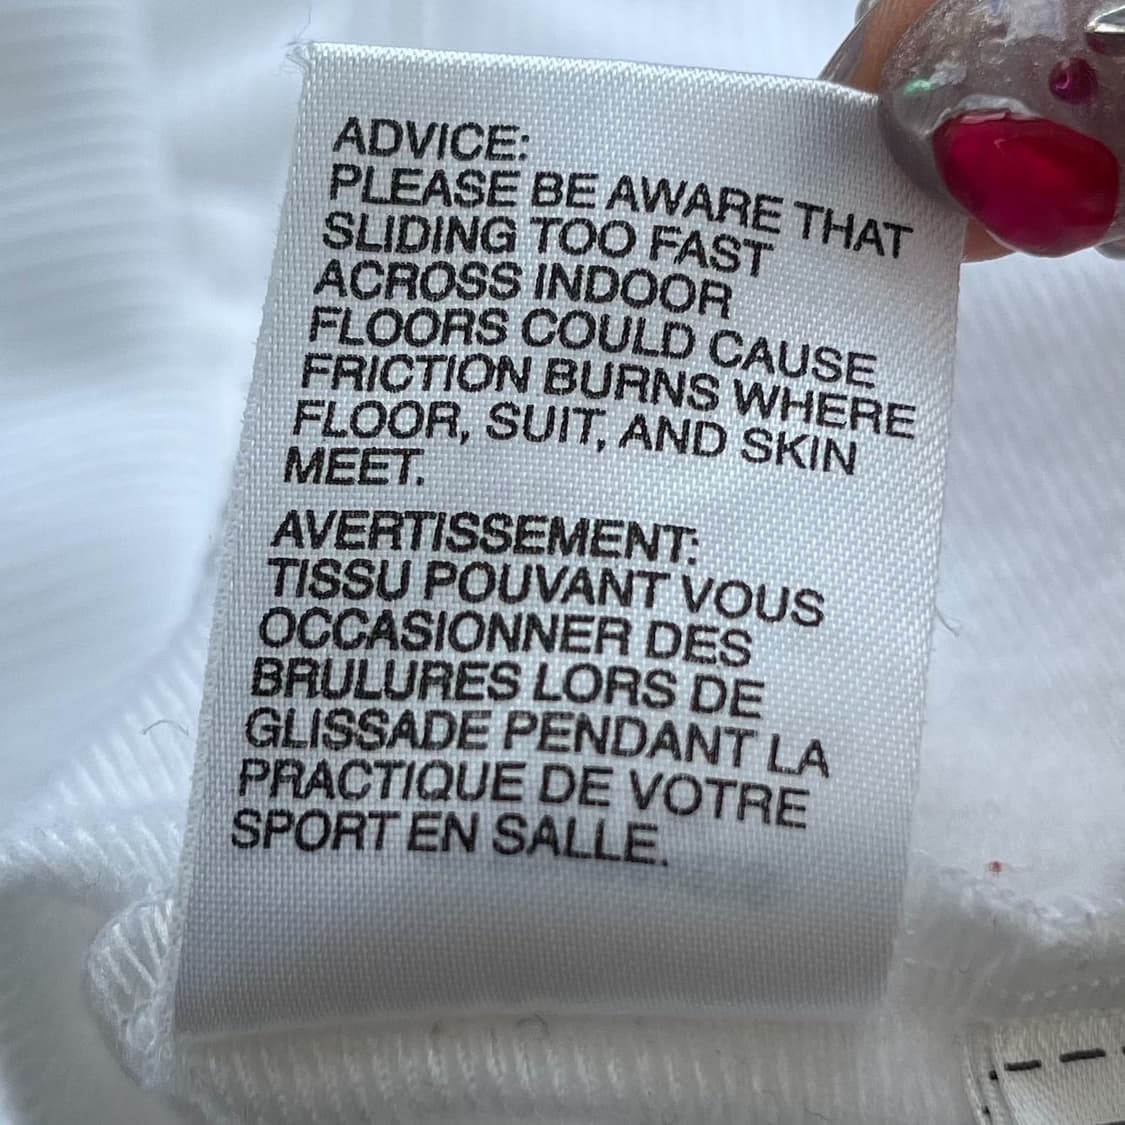 ADVICE:
PLEASE BE AWARE THAT
SLIDING TOO FAST
ACROSS INDOOR
FLOORS COULD CAUSE
FRICTION BURNS WHERE
FLOOR, SUIT, AND SKIN
MEET.
AVERTISSEMENT:
TISSU POUVANT VOUS
OCCASIONNER DES
BRULURES LORS DE
GLISSADE PENDANT LA
PRACTIQUE DE VOTRE
SPORT EN SALLE.